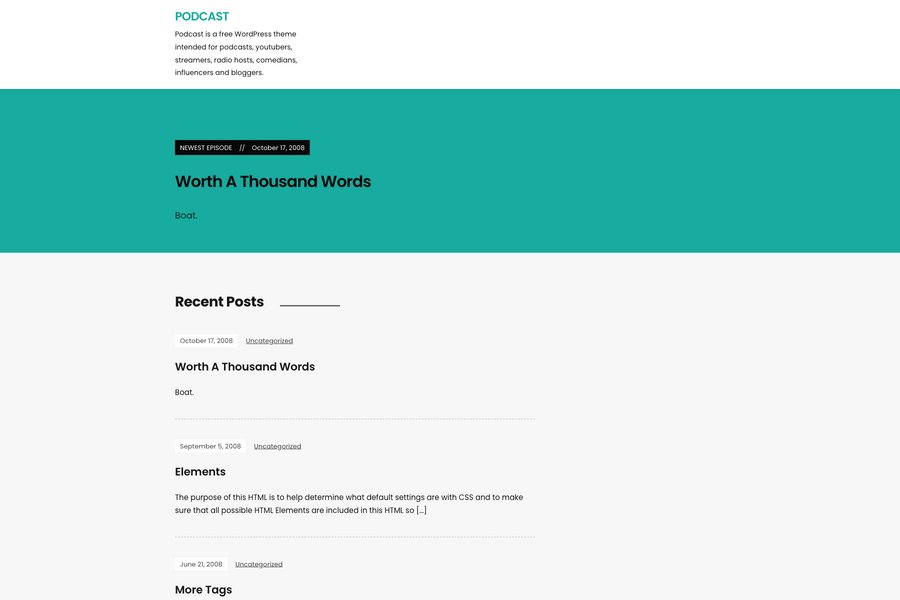 PODCAST
Podcast is a free WordPress theme
intended for podcasts, youtubers,
streamers, radio hosts, comedians,
influencers and bloggers.
NEWEST EPISODE // October 17, 2008
Worth A Thousand Words
Boat.
Recent Posts
October 17, 2008 Uncategorized
Worth A Thousand Words
Boat.
September 5, 2008 Uncategorized
Elements
The purpose of this HTML is to help determine what default settings are with CSS and to make
sure that all possible HTML Elements are included in this HTML so [...]
June 21, 2008 Uncategorized
More Tags